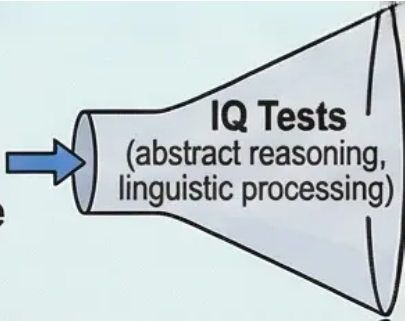 IQ Tests
(abstract reasoning,
linguistic processing)
e